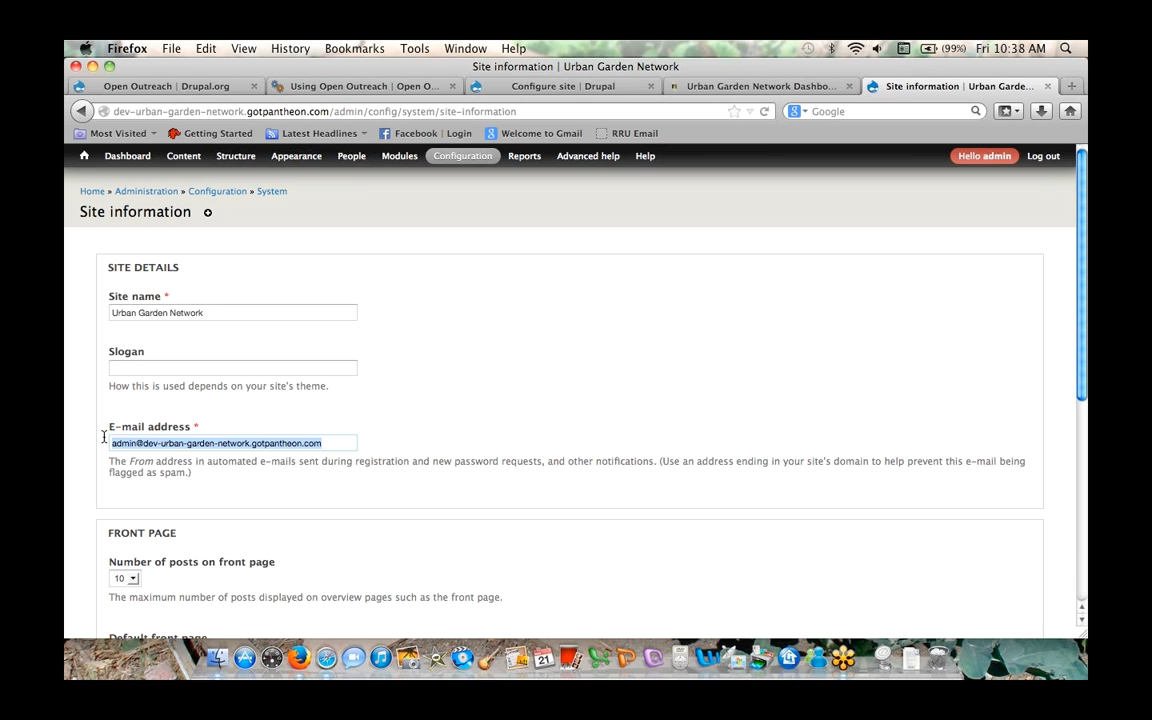 Firefox File Edit View History Bookmarks Tools Window Help (99%) Fri 10:38 AM
Site information | Urban Garden Network
Open Outreach | Drupal.org Using Open Outreach | Open O... Configure site | Drupal Urban Garden Network Dashbo... Site information | Urban Garde...
dev-urban-garden-network.gotpantheon.com/admin/config/system/site-information Google
Most Visited Getting Started Latest Headlines Facebook | Login Welcome to Gmail RRU Email
Dashboard Content Structure Appearance People Modules Configuration Reports Advanced help Help Hello admin Log out
Home » Administration » Configuration » System
Site information
SITE DETAILS
Site name *
Urban Garden Network
Slogan
How this is used depends on your site's theme.
E-mail address *
admin@dev-urban-garden-network.gotpantheon.com
The From address in automated e-mails sent during registration and new password requests, and other notifications. (Use an address ending in your site's domain to help prevent this e-mail being
flagged as spam.)
FRONT PAGE
Number of posts on front page
10
The maximum number of posts displayed on overview pages such as the front page.
Default front page
21